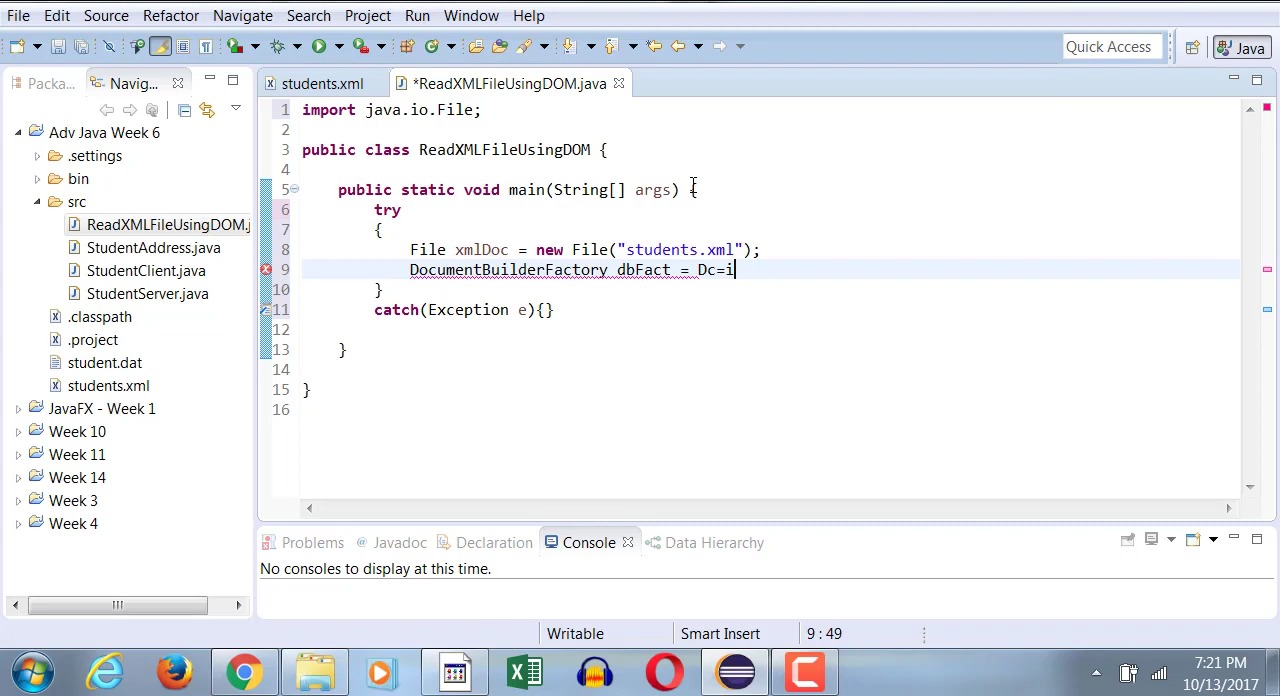 File Edit Source Refactor Navigate Search Project Run Window Help
Quick Access Java
Packa... Navig... students.xml *ReadXMLFileUsingDOM.java
Adv Java Week 6
.settings
bin
src
ReadXMLFileUsingDOM.j
StudentAddress.java
StudentClient.java
StudentServer.java
.classpath
.project
student.dat
students.xml
JavaFX - Week 1
Week 10
Week 11
Week 14
Week 3
Week 4
1 import java.io.File;
2
3 public class ReadXMLFileUsingDOM {
4
5 public static void main(String[] args) {
6 try
7 {
8 File xmlDoc = new File("students.xml");
9 DocumentBuilderFactory dbFact = Dc=i
10 }
11 catch(Exception e){}
12
13 }
14
15 }
16
Problems @ Javadoc Declaration Console Data Hierarchy
No consoles to display at this time.
Writable Smart Insert 9 : 49
7:21 PM
10/13/2017